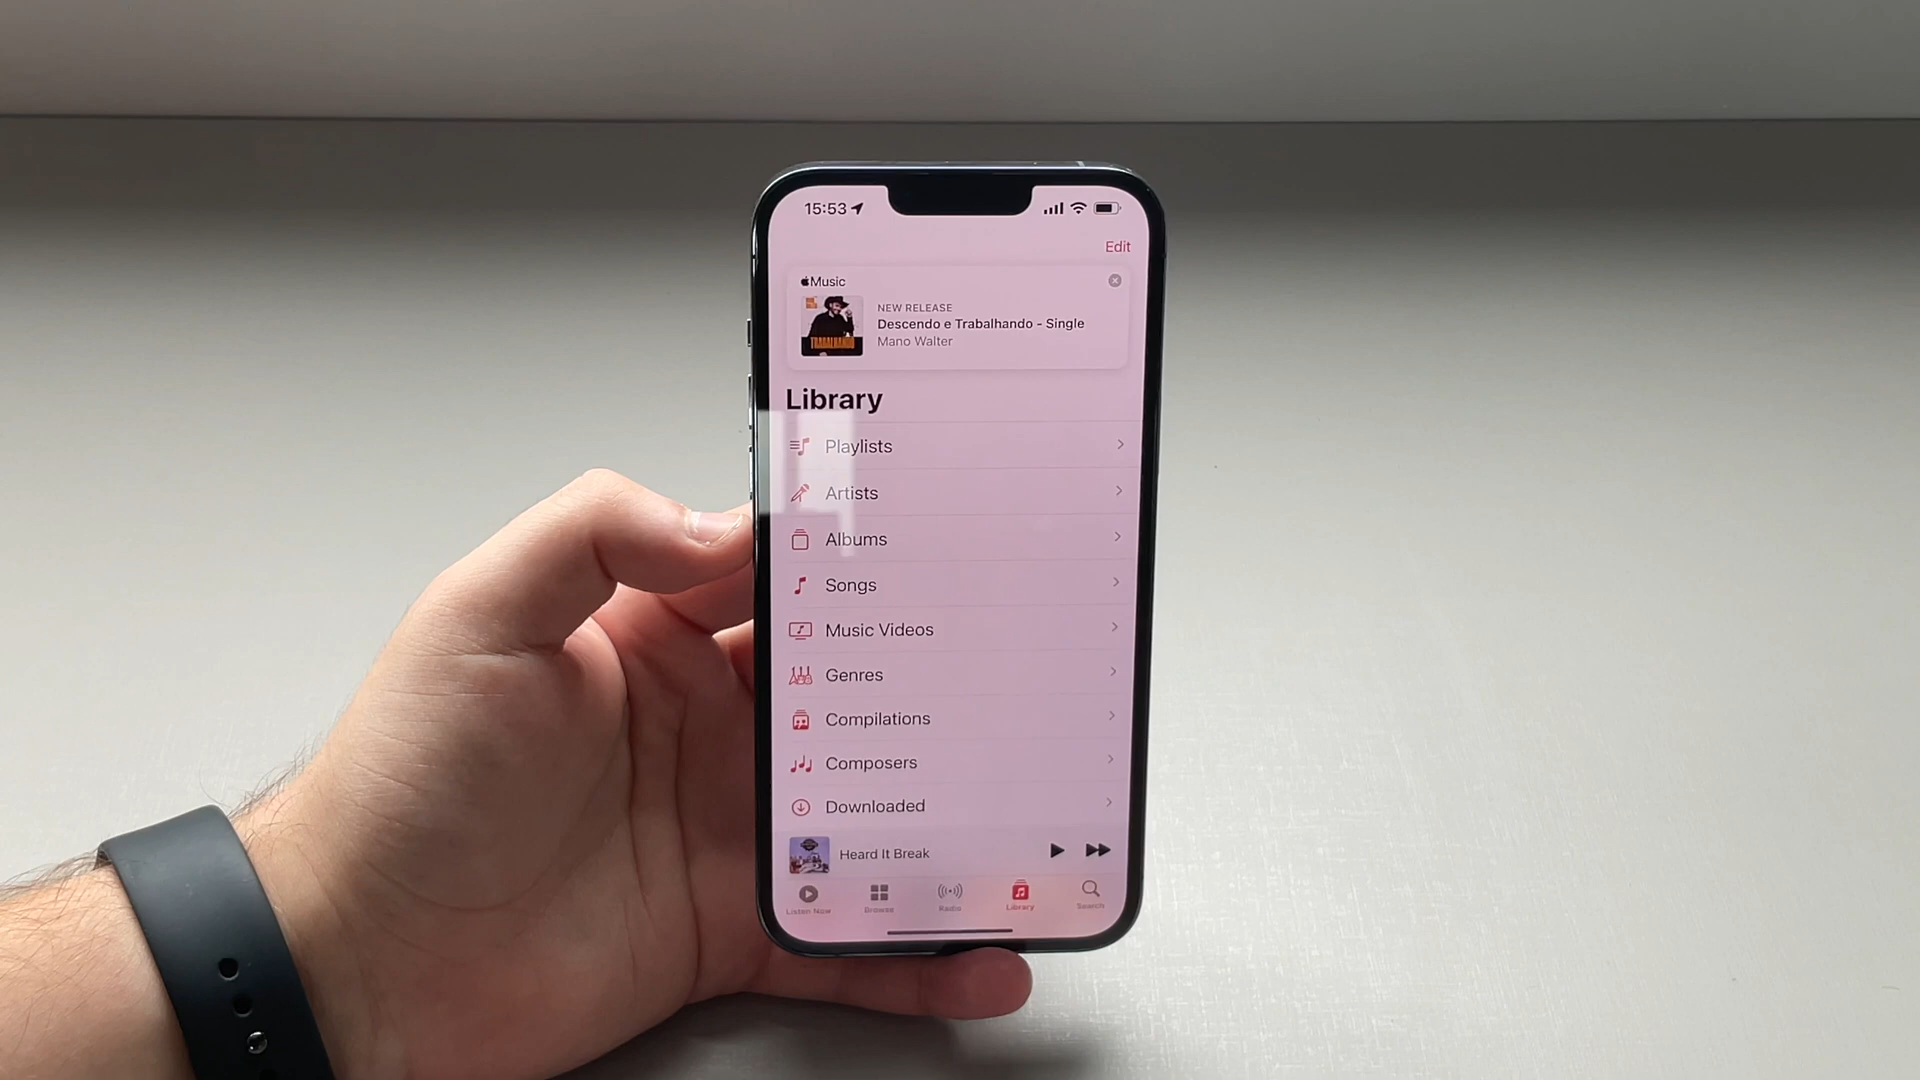 15:53
Edit
Music
NEW RELEASE
Descendo e Trabalhando - Single
Mano Walter
TRABALHANDO
Library
Playlists
Artists
Albums
Songs
Music Videos
Genres
Compilations
Composers
Downloaded
Heard It Break
Listen Now
Browse
Radio
Library
Search